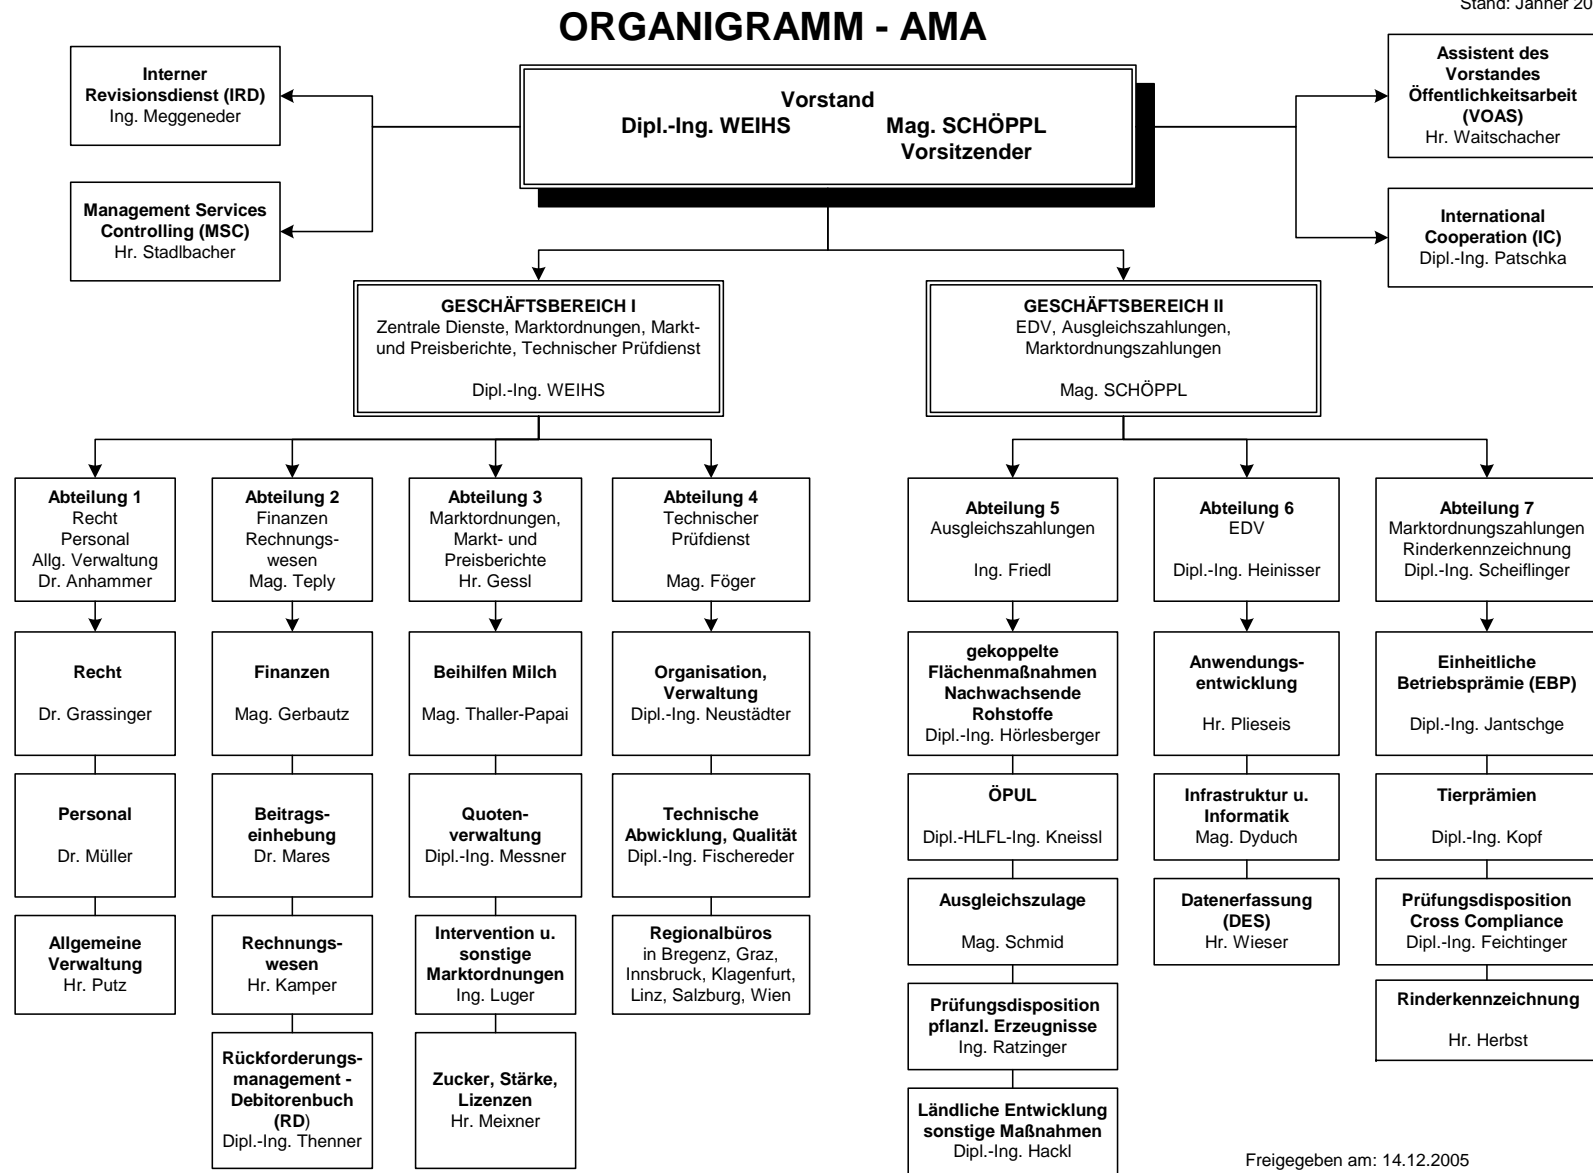 Stand: Jänner 20
ORGANIGRAMM - AMA
Interner
Revisionsdienst (IRD)
Ing. Meggeneder
Management Services
Controlling (MSC)
Hr. Stadlbacher
Vorstand
Dipl.-Ing. WEIHS Mag. SCHÖPPL
Vorsitzender
Assistent des
Vorstandes
Öffentlichkeitsarbeit
(VOAS)
Hr. Waitschacher
International
Cooperation (IC)
Dipl.-Ing. Patschka
GESCHÄFTSBEREICH I
Zentrale Dienste, Marktordnungen, Markt-
und Preisberichte, Technischer Prüfdienst
Dipl.-Ing. WEIHS
GESCHÄFTSBEREICH II
EDV, Ausgleichszahlungen,
Marktordnungszahlungen
Mag. SCHÖPPL
Abteilung 1
Recht
Personal
Allg. Verwaltung
Dr. Anhammer
Abteilung 2
Finanzen
Rechnungs-
wesen
Mag. Teply
Abteilung 3
Marktordnungen,
Markt- und
Preisberichte
Hr. Gessl
Abteilung 4
Technischer
Prüfdienst
Mag. Föger
Abteilung 5
Ausgleichszahlungen
Ing. Friedl
Abteilung 6
EDV
Dipl.-Ing. Heinisser
Abteilung 7
Marktordnungszahlungen
Rinderkennzeichnung
Dipl.-Ing. Scheiflinger
Recht
Dr. Grassinger
Finanzen
Mag. Gerbautz
Beihilfen Milch
Mag. Thaller-Papai
Organisation,
Verwaltung
Dipl.-Ing. Neustädter
gekoppelte
Flächenmaßnahmen
Nachwachsende
Rohstoffe
Dipl.-Ing. Hörlesberger
Anwendungs-
entwicklung
Hr. Plieseis
Einheitliche
Betriebsprämie (EBP)
Dipl.-Ing. Jantschge
Personal
Dr. Müller
Beitrags-
einhebung
Dr. Mares
Quoten-
verwaltung
Dipl.-Ing. Messner
Technische
Abwicklung, Qualität
Dipl.-Ing. Fischereder
ÖPUL
Dipl.-HLFL-Ing. Kneissl
Infrastruktur u.
Informatik
Mag. Dyduch
Tierprämien
Dipl.-Ing. Kopf
Allgemeine
Verwaltung
Hr. Putz
Rechnungs-
wesen
Hr. Kamper
Intervention u.
sonstige
Marktordnungen
Ing. Luger
Regionalbüros
in Bregenz, Graz,
Innsbruck, Klagenfurt,
Linz, Salzburg, Wien
Ausgleichszulage
Mag. Schmid
Datenerfassung
(DES)
Hr. Wieser
Prüfungsdisposition
Cross Compliance
Dipl.-Ing. Feichtinger
Rückforderungs-
management -
Debitorenbuch
(RD)
Dipl.-Ing. Thenner
Zucker, Stärke,
Lizenzen
Hr. Meixner
Prüfungsdisposition
pflanzl. Erzeugnisse
Ing. Ratzinger
Rinderkennzeichnung
Hr. Herbst
Ländliche Entwicklung
sonstige Maßnahmen
Dipl.-Ing. Hackl
Freigegeben am: 14.12.2005